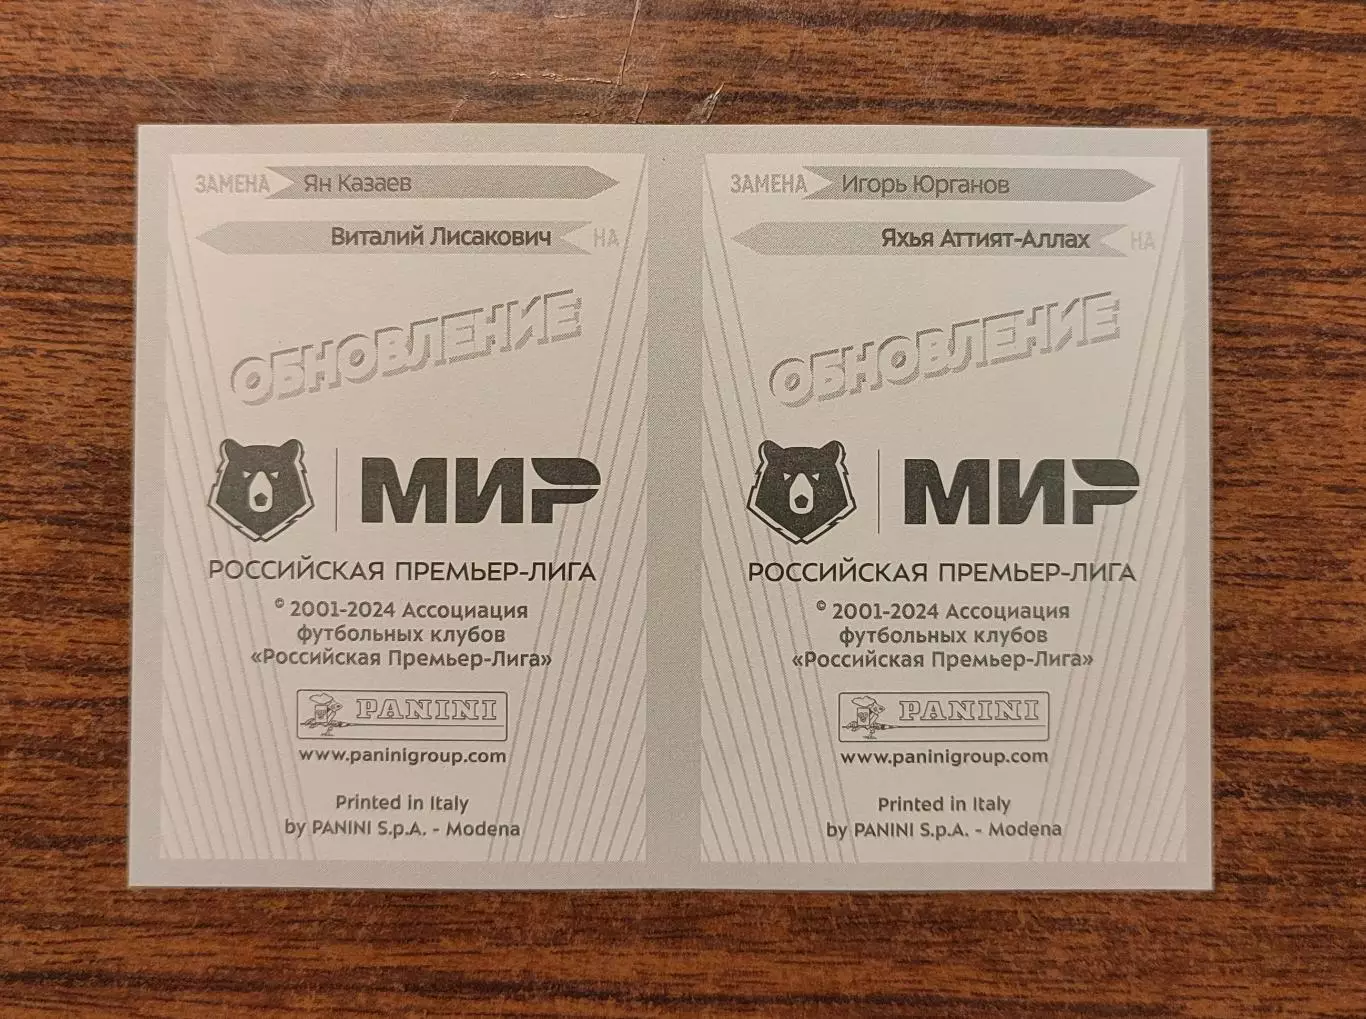 ЗАМЕНА Ян Казаев
Виталий Лисакович НА
ОБНОВЛЕНИЕ
МИР
РОССИЙСКАЯ ПРЕМЬЕР-ЛИГА
© 2001-2024 Ассоциация
футбольных клубов
«Российская Премьер-Лига»
PANINI
www.paninigroup.com
Printed in Italy
by PANINI S.p.A. - Modena
ЗАМЕНА Игорь Юрганов
Яхья Аттият-Аллах НА
ОБНОВЛЕНИЕ
МИР
РОССИЙСКАЯ ПРЕМЬЕР-ЛИГА
© 2001-2024 Ассоциация
футбольных клубов
«Российская Премьер-Лига»
PANINI
www.paninigroup.com
Printed in Italy
by PANINI S.p.A. - Modena